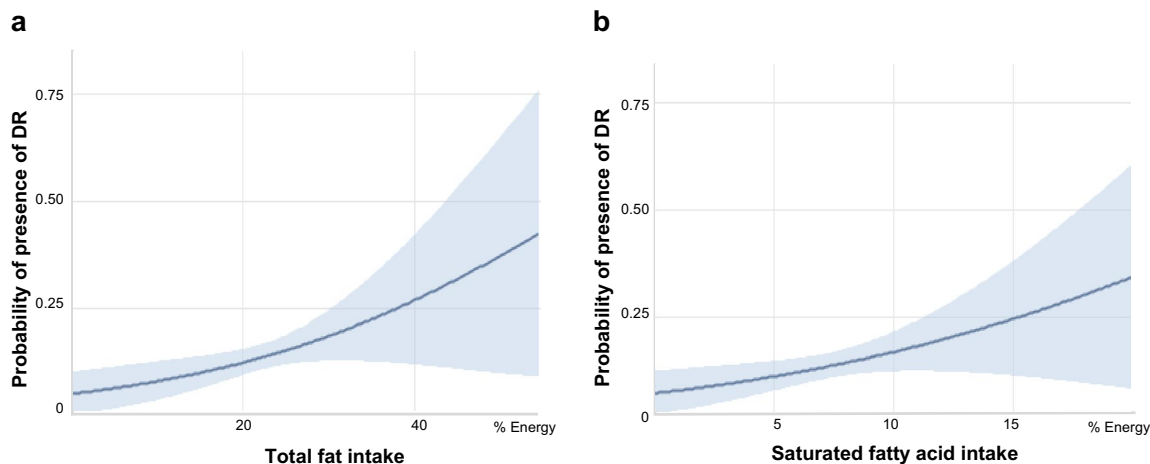 a
Probability of presence of DR
0.75
0.50
0.25
0
20
40
% Energy
Total fat intake
b
Probability of presence of DR
0.75
0.50
0.25
0
5
10
15
% Energy
Saturated fatty acid intake